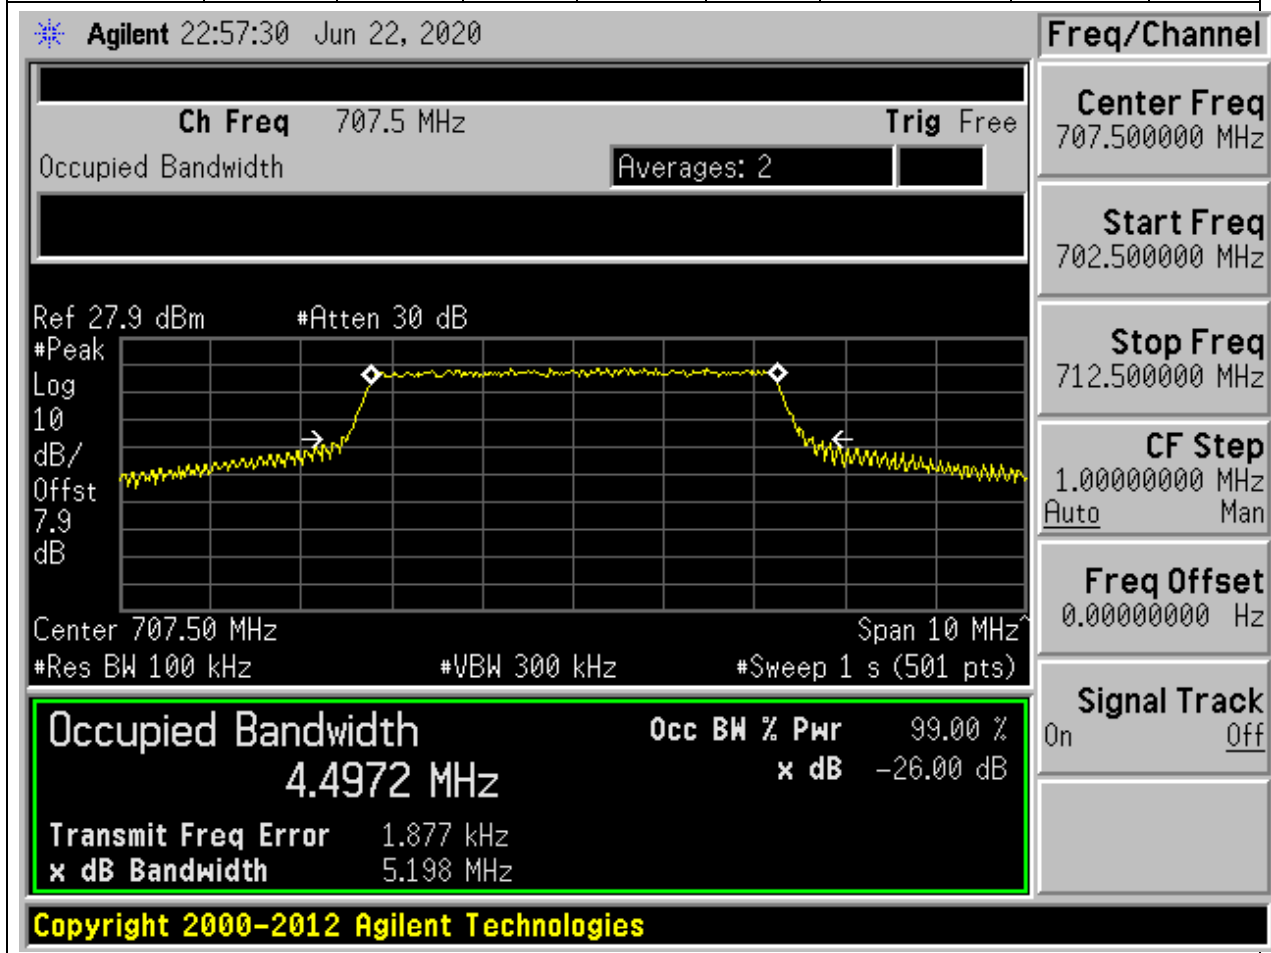 Agilent 22:57:30 Jun 22, 2020
Freq/Channel
Ch Freq 707.5 MHz Trig Free
Occupied Bandwidth Averages: 2
Ref 27.9 dBm #Atten 30 dB
#Peak
Log
10
dB/
Offst
7.9
dB
Center 707.50 MHz Span 10 MHz^
#Res BW 100 kHz #VBW 300 kHz #Sweep 1 s (501 pts)
Occupied Bandwidth Occ BW % Pwr 99.00 %
4.4972 MHz x dB -26.00 dB
Transmit Freq Error 1.877 kHz
x dB Bandwidth 5.198 MHz
Center Freq
707.500000 MHz
Start Freq
702.500000 MHz
Stop Freq
712.500000 MHz
CF Step
1.00000000 MHz
Auto Man
Freq Offset
0.00000000 Hz
Signal Track
On Off
Copyright 2000-2012 Agilent Technologies